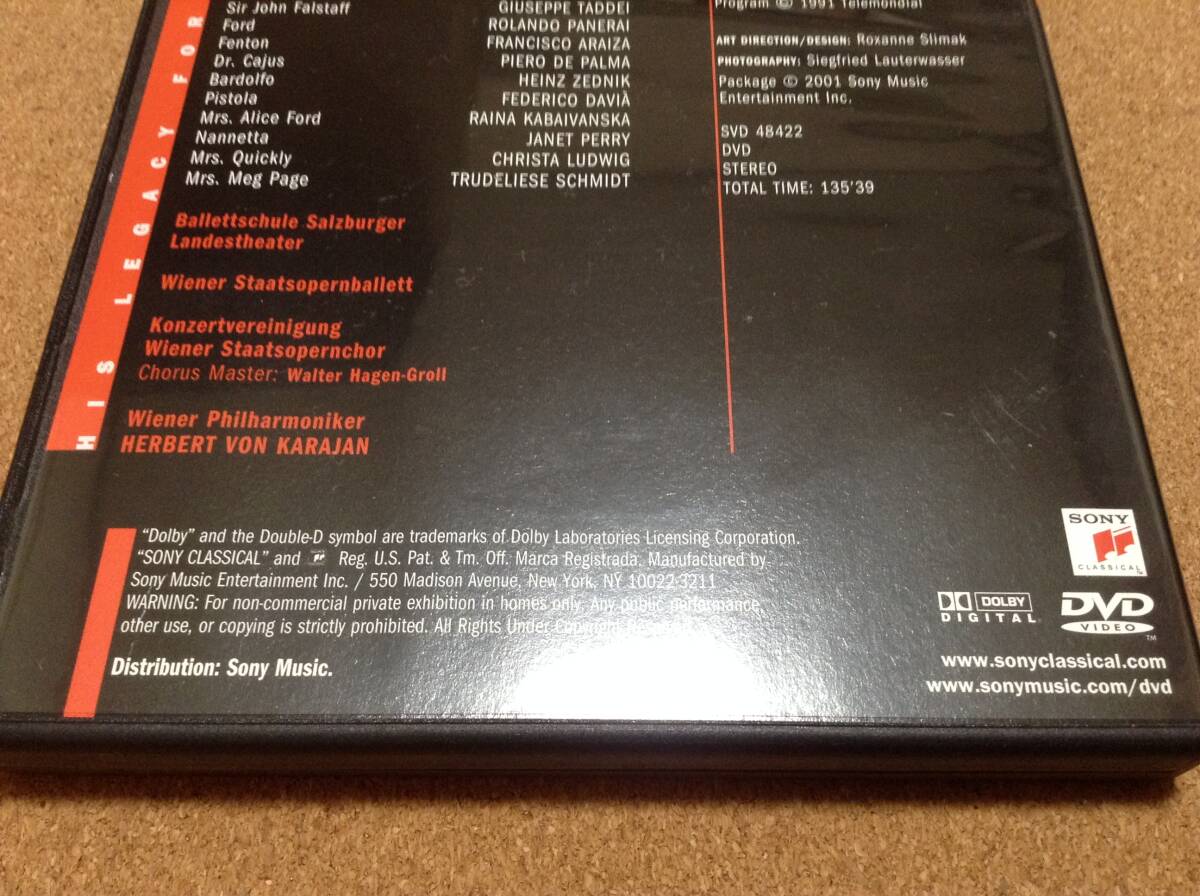 Sir John Falstaff GIUSEPPE TADDEI
Ford ROLANDO PANERAI
Fenton FRANCISCO ARAIZA
Dr. Cajus PIERO DE PALMA
Bardolfo HEINZ ZEDNIK
Pistola FEDERICO DAVIÀ
Mrs. Alice Ford RAINA KABAIVANSKA
Nannetta JANET PERRY
Mrs. Quickly CHRISTA LUDWIG
Mrs. Meg Page TRUDELIESE SCHMIDT
Ballettschule Salzburger
Landestheater
Wiener Staatsopernballett
Konzertvereinigung
Wiener Staatsopernchor
Chorus Master: Walter Hagen-Groll
Wiener Philharmoniker
HERBERT VON KARAJAN
Program © 1991 Telemondial
ART DIRECTION/DESIGN: Roxanne Slimak
PHOTOGRAPHY: Siegfried Lauterwasser
Package © 2001 Sony Music
Entertainment Inc.
SVD 48422
DVD
STEREO
TOTAL TIME: 135'39
HIS LEGACY FOR
“Dolby” and the Double-D symbol are trademarks of Dolby Laboratories Licensing Corporation.
“SONY CLASSICAL” and Reg. U.S. Pat. & Tm. Off. Marca Registrada. Manufactured by
Sony Music Entertainment Inc. / 550 Madison Avenue, New York, NY 10022-3211
WARNING: For non-commercial private exhibition in homes only. Any public performance,
other use, or copying is strictly prohibited. All Rights Under Copyright Reserved.
Distribution: Sony Music.
SONY
CLASSICAL
DOLBY
DIGITAL
DVD
VIDEO
TM
www.sonyclassical.com
www.sonymusic.com/dvd